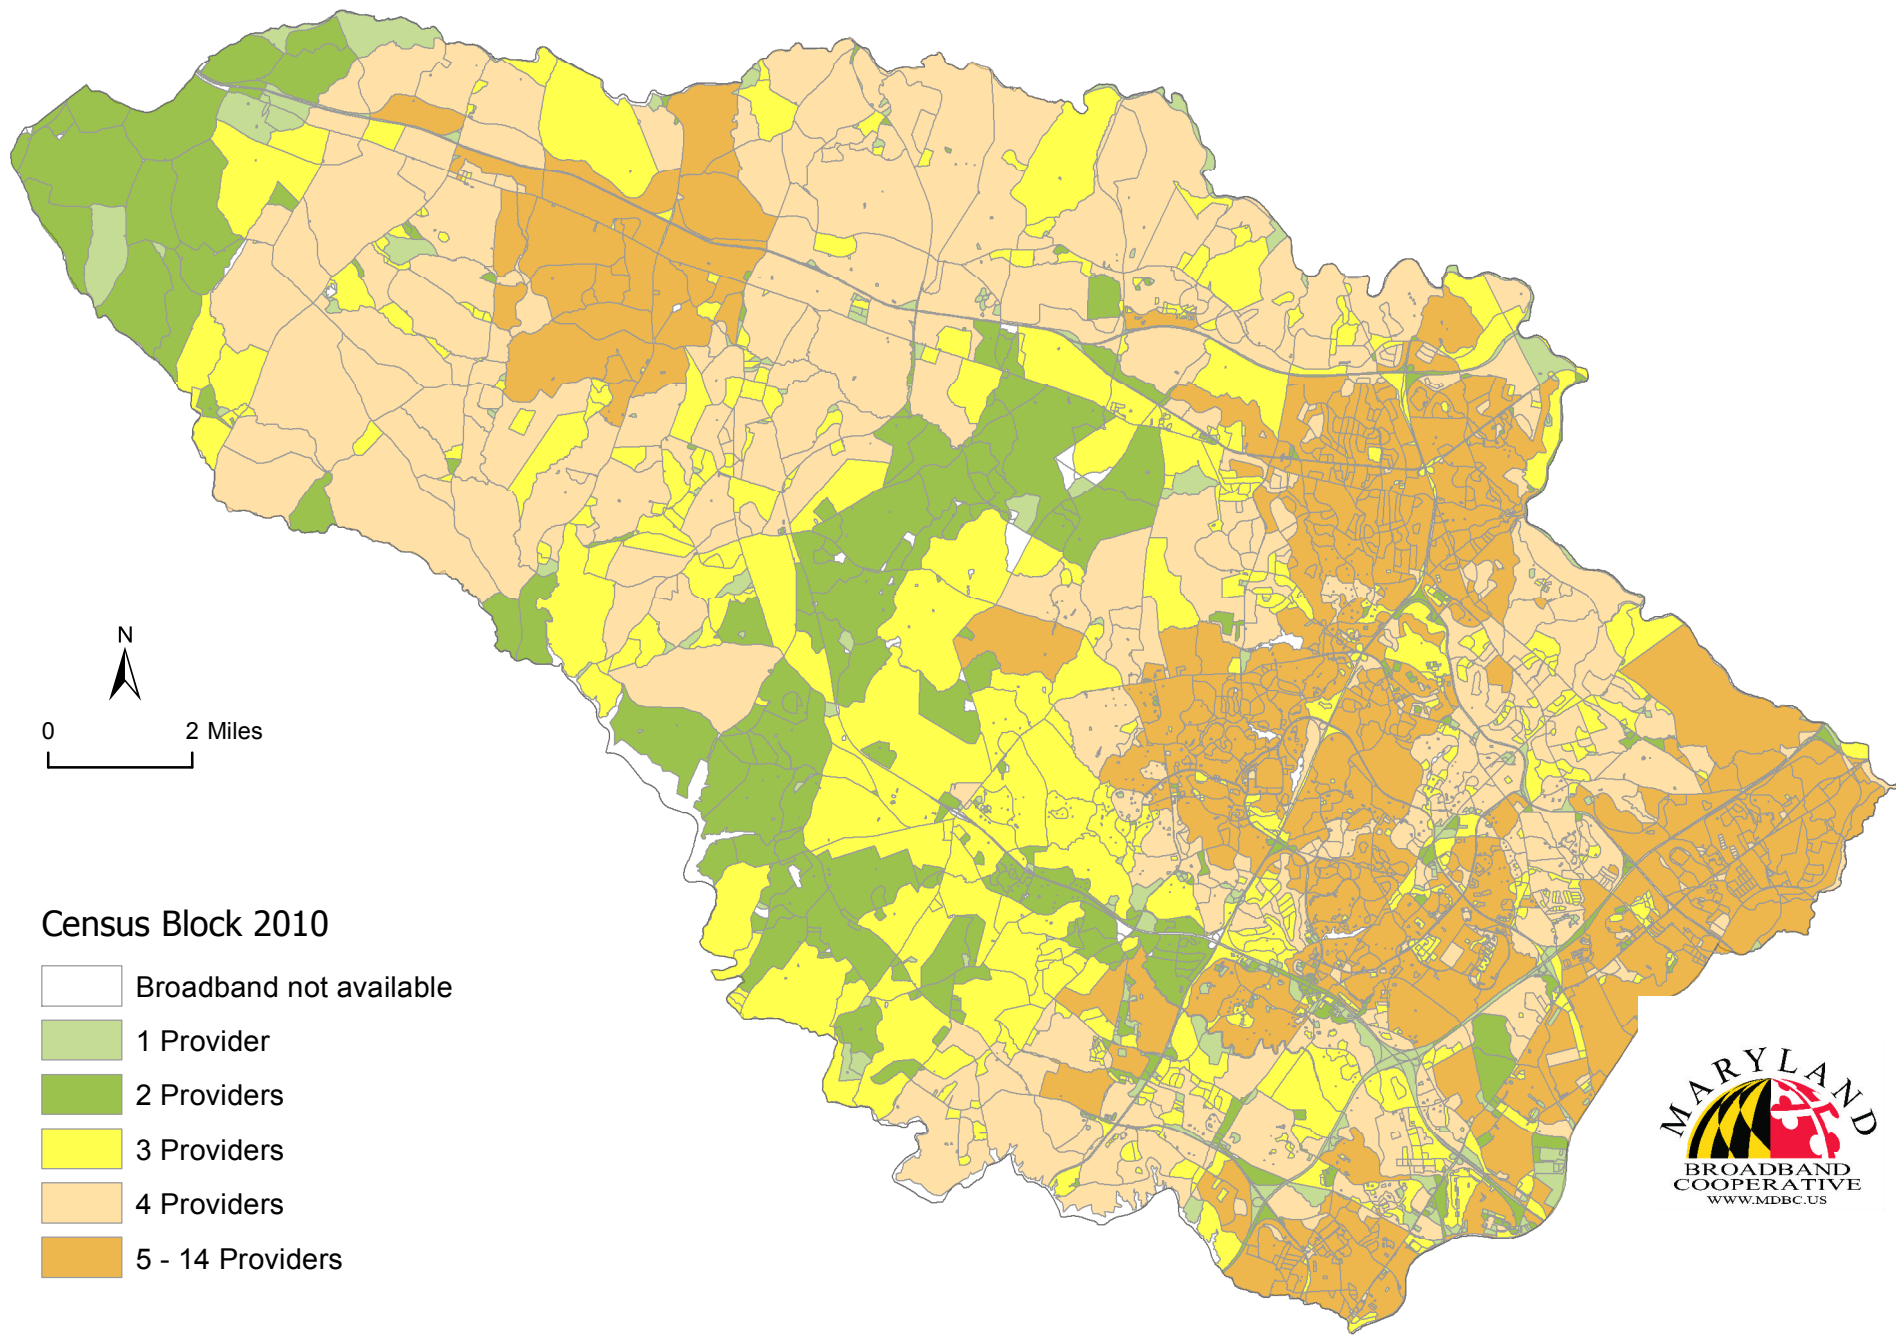 N
0 2 Miles
Census Block 2010
Broadband not available
1 Provider
2 Providers
3 Providers
4 Providers
5 - 14 Providers
MARYLAND
BROADBAND
COOPERATIVE
WWW.MDBC.US